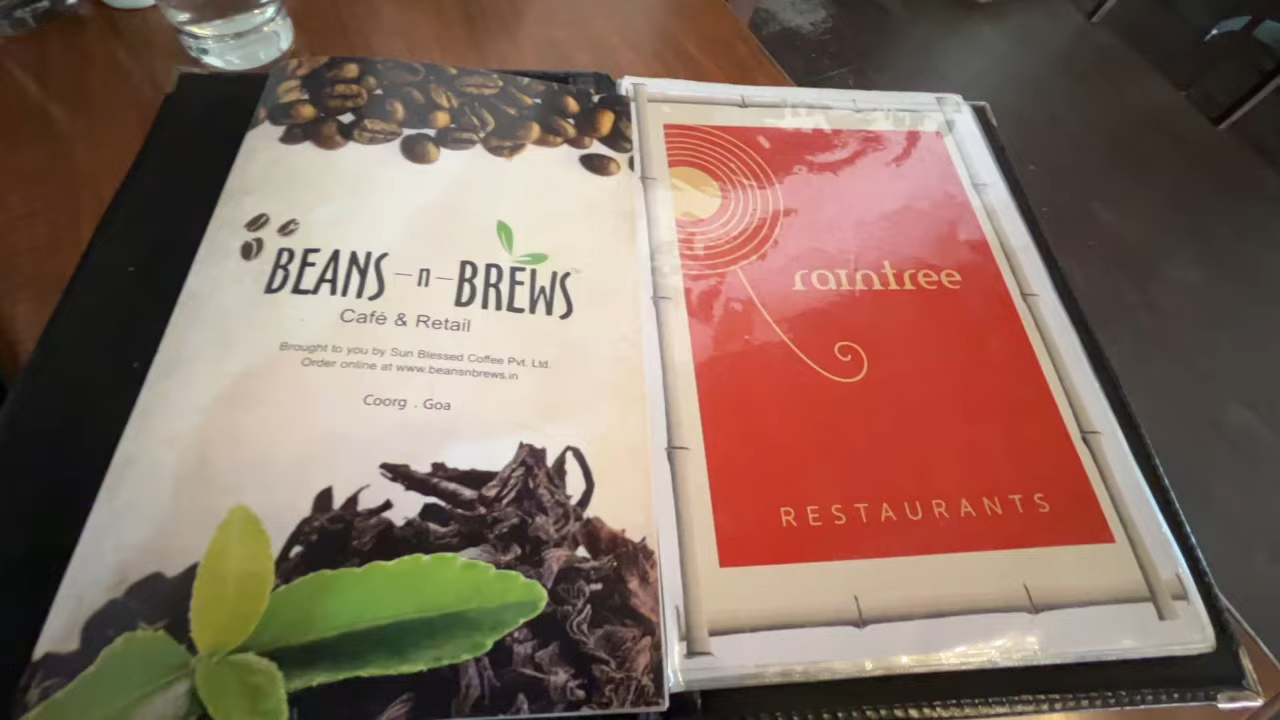 BEANS -n- BREWS
Café & Retail
Brought to you by Sun Blessed Coffee Pvt. Ltd.
Order online at www.beansnbrews.in
Coorg . Goa
raintree
RESTAURANTS